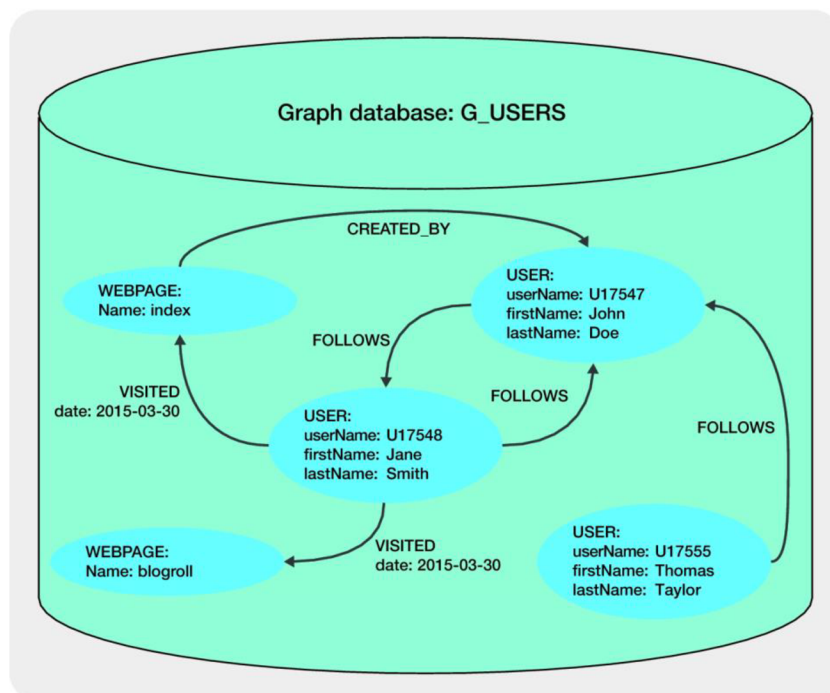 Graph database: G_USERS
CREATED_BY
WEBPAGE:
Name: index
USER:
userName: U17547
firstName: John
lastName: Doe
FOLLOWS
VISITED
date: 2015-03-30
FOLLOWS
USER:
userName: U17548
firstName: Jane
lastName: Smith
FOLLOWS
WEBPAGE:
Name: blogroll
VISITED
date: 2015-03-30
USER:
userName: U17555
firstName: Thomas
lastName: Taylor